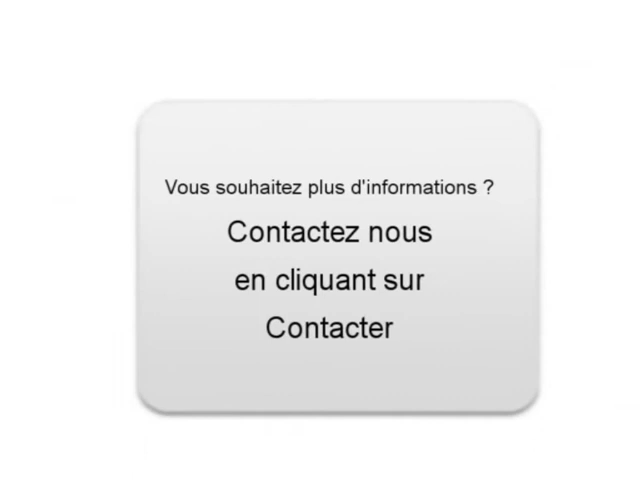 Vous souhaitez plus d'informations ?
Contactez nous
en cliquant sur
Contacter